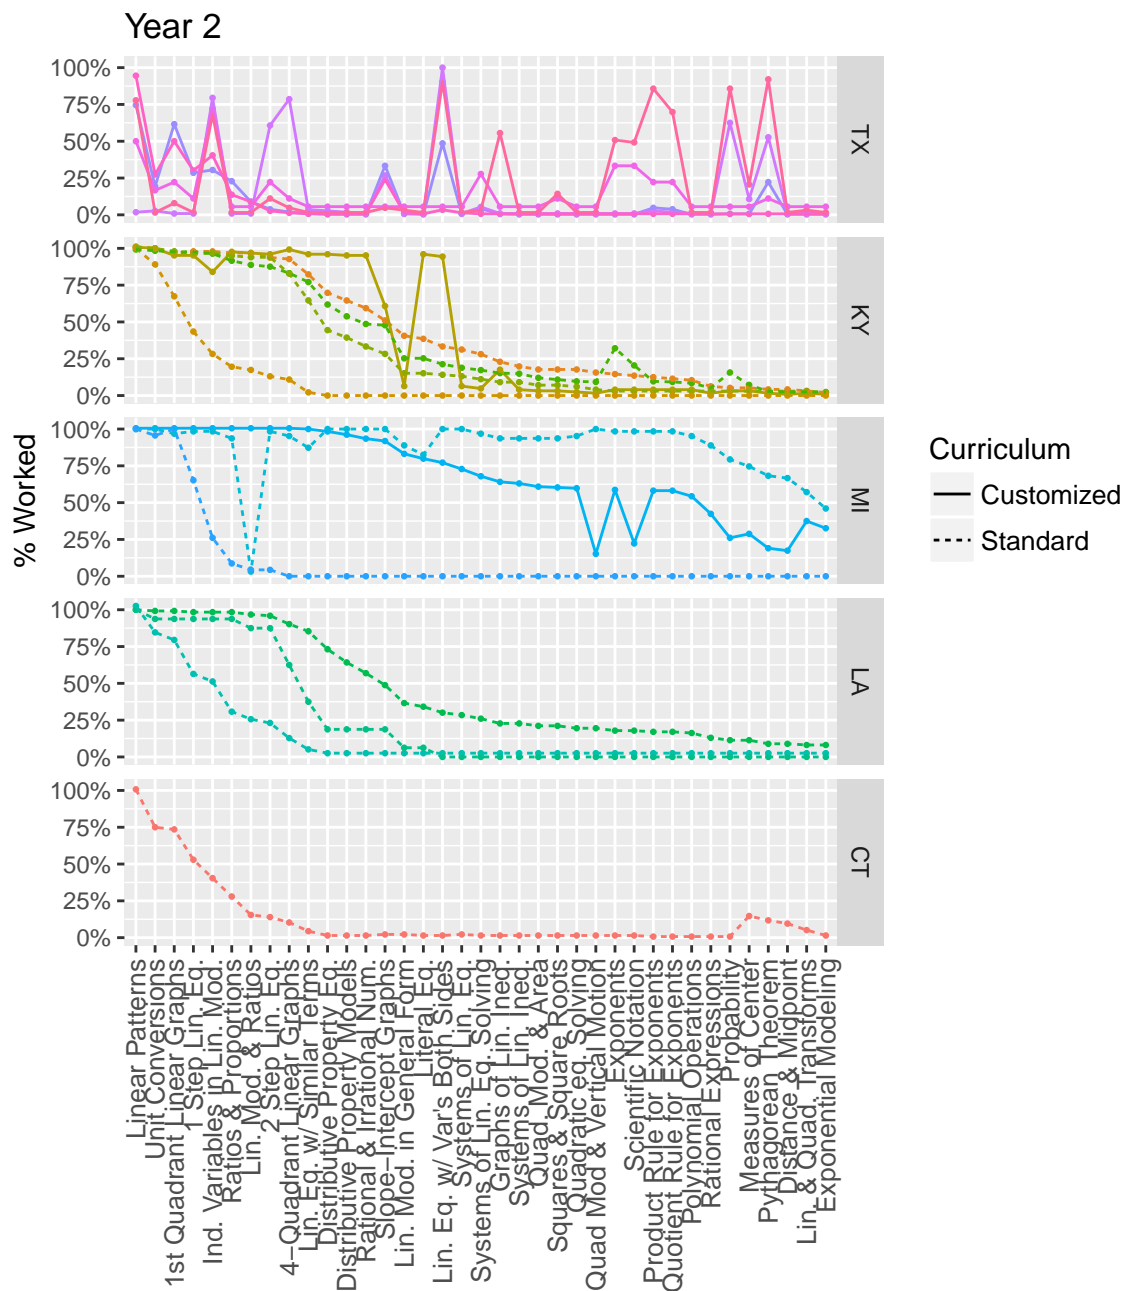 Year 2
100%
75%
50%
25%
0%
TX
100%
75%
50%
25%
0%
KY
100%
75%
50%
25%
0%
MI
100%
75%
50%
25%
0%
LA
100%
75%
50%
25%
0%
CT
% Worked
Curriculum
Customized
Standard
Linear Patterns
Unit Conversions
1st Quadrant Linear Graphs
1 Step Lin. Eq.
Ind. Variables in Lin. Mod.
Ratios & Proportions
Lin. Mod. & Ratios
2 Step Lin. Eq.
4−Quadrant Linear Graphs
Lin. Eq. w/ Similar Terms
Distributive Property Eq.
Distributive Property Models
Rational & Irrational Num.
Slope−Intercept Graphs
Lin. Mod. in General Form
Literal Eq.
Lin. Eq. w/ Var's Both Sides
Systems of Lin. Eq.
Systems of Lin. Eq. Solving
Graphs of Lin. Ineq.
Systems of Lin. Ineq.
Quad. Mod. & Area
Squares & Square Roots
Quadratic eq. Solving
Quad Mod & Vertical Motion
Exponents
Scientific Notation
Product Rule for Exponents
Quotient Rule for Exponents
Polynomial Operations
Rational Expressions
Probability
Measures of Center
Pythagorean Theorem
Distance & Midpoint
Lin. & Quad. Transforms
Exponential Modeling